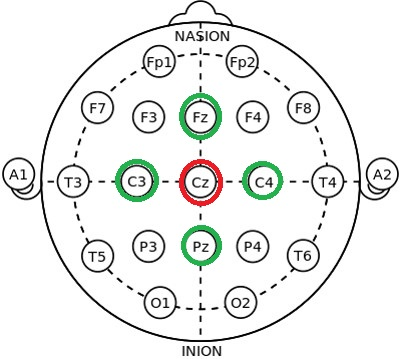 NASION
Fp1 Fp2
F7 F3 Fz F4 F8
A1 T3 C3 Cz C4 T4 A2
T5 P3 Pz P4 T6
O1 O2
INION